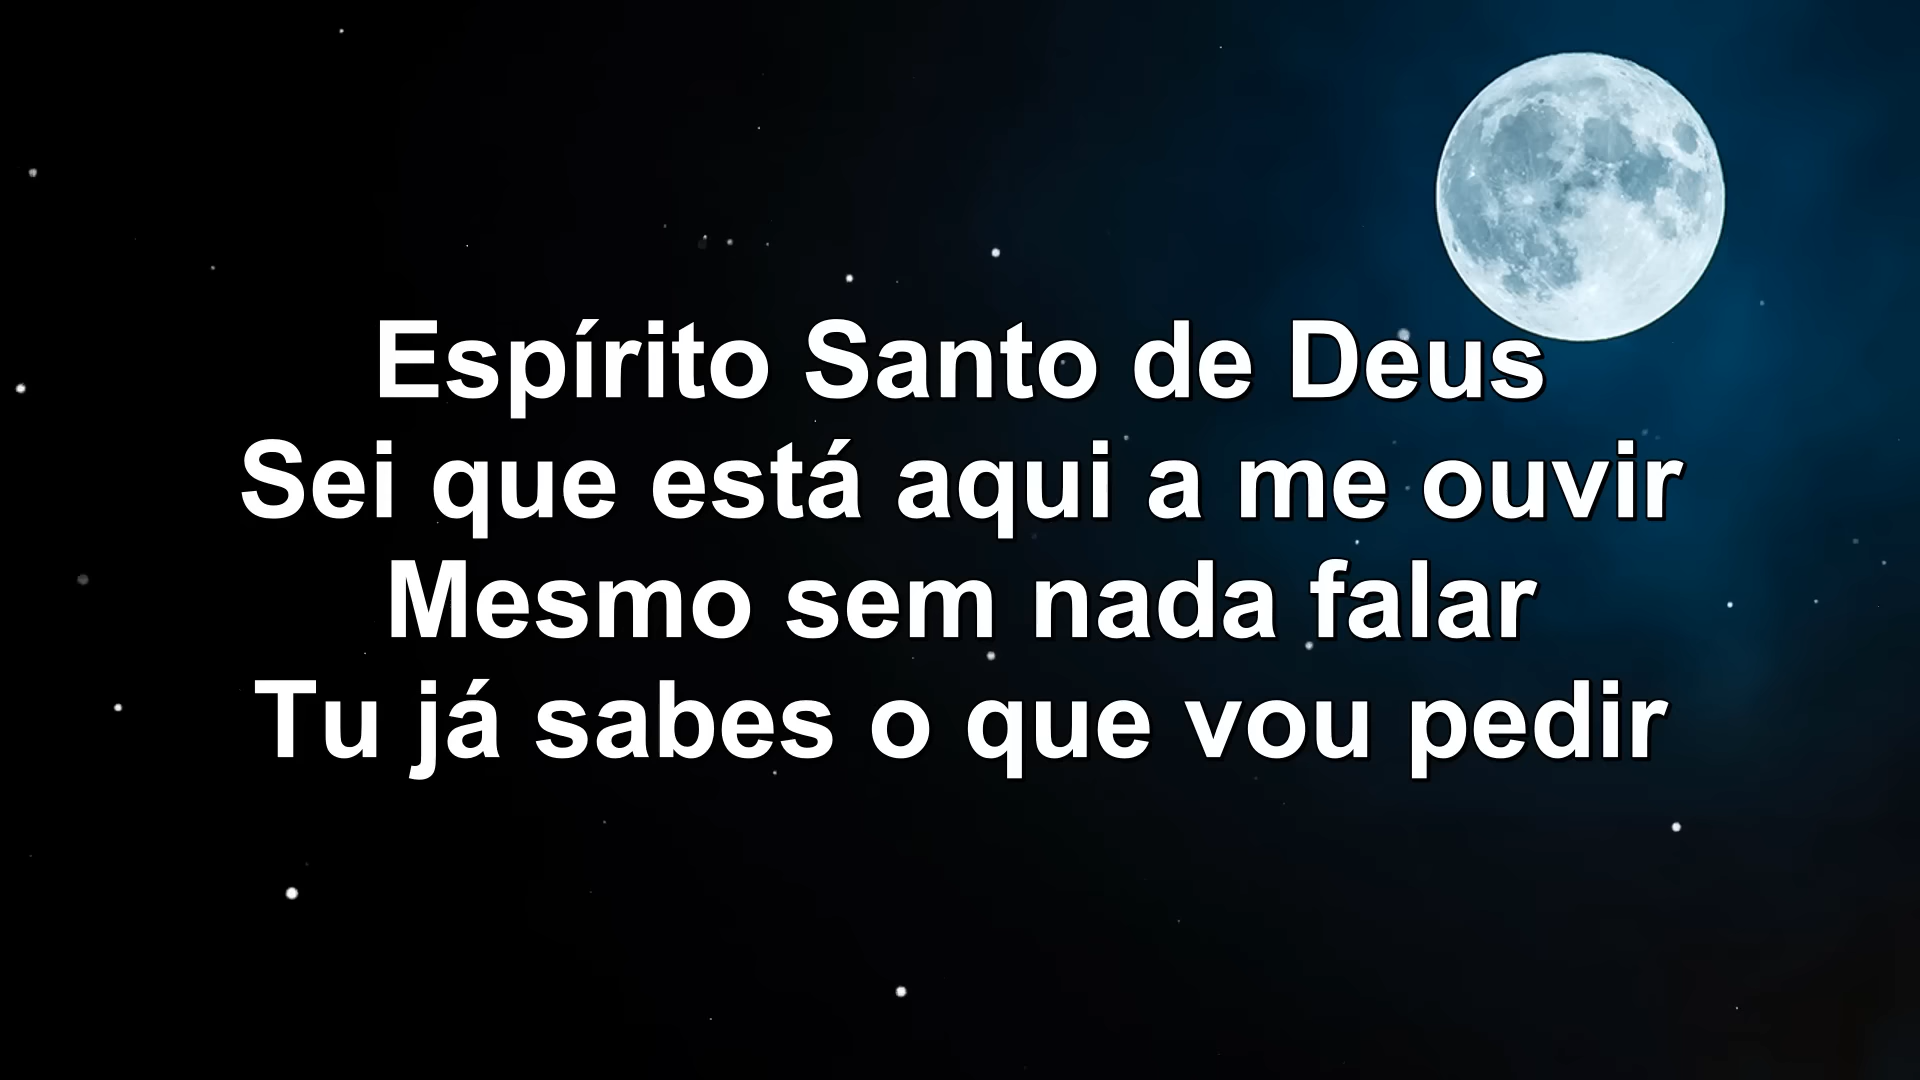 Espírito Santo de Deus
Sei que está aqui a me ouvir
Mesmo sem nada falar
Tu já sabes o que vou pedir